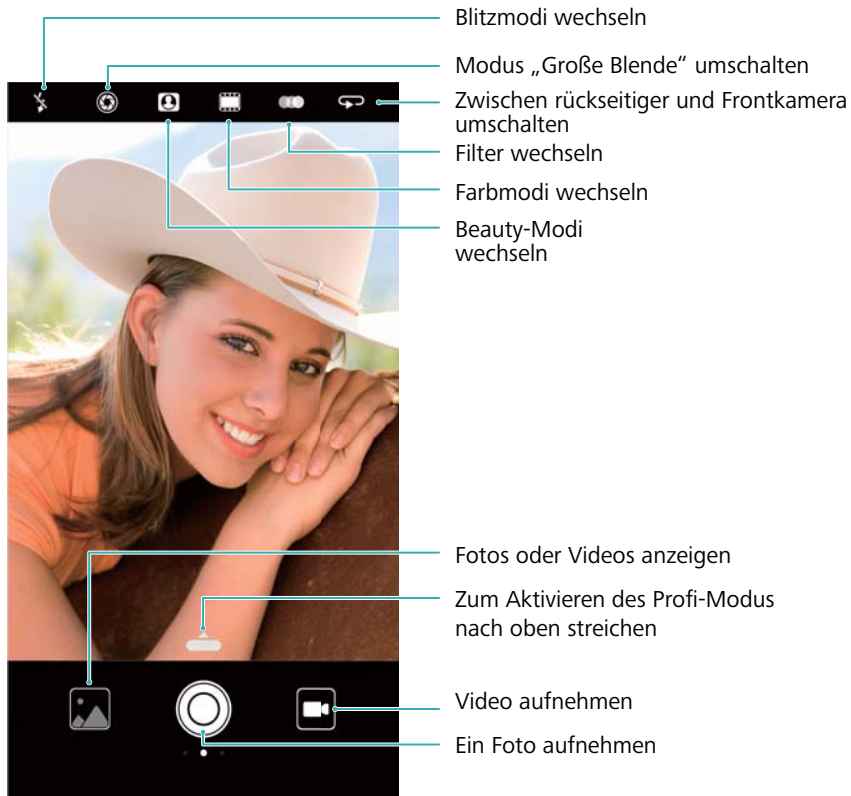 Blitzmodi wechseln
Modus „Große Blende“ umschalten
Zwischen rückseitiger und Frontkamera
umschalten
Filter wechseln
Farbmodi wechseln
Beauty-Modi
wechseln
Fotos oder Videos anzeigen
Zum Aktivieren des Profi-Modus
nach oben streichen
Video aufnehmen
Ein Foto aufnehmen